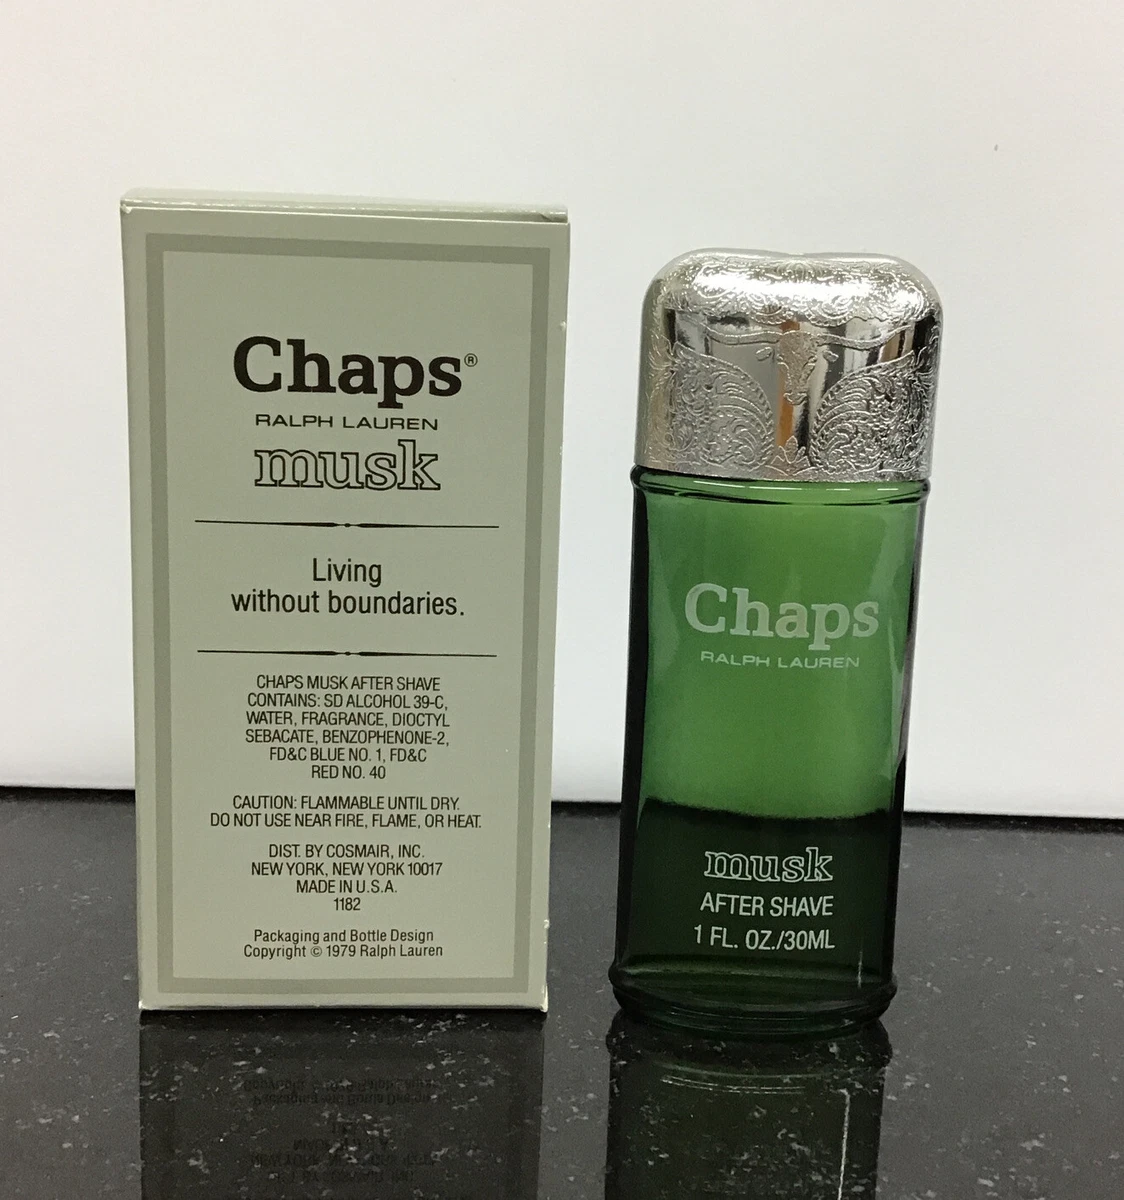 Chaps®
RALPH LAUREN
musk
Living
without boundaries.
CHAPS MUSK AFTER SHAVE
CONTAINS: SD ALCOHOL 39-C,
WATER, FRAGRANCE, DIOCTYL
SEBACATE, BENZOPHENONE-2,
FD&C BLUE NO. 1, FD&C
RED NO. 40
CAUTION: FLAMMABLE UNTIL DRY.
DO NOT USE NEAR FIRE, FLAME, OR HEAT.
DIST. BY COSMAIR, INC.
NEW YORK, NEW YORK 10017
MADE IN U.S.A.
1182
Packaging and Bottle Design
Copyright © 1979 Ralph Lauren
Chaps
RALPH LAUREN
musk
AFTER SHAVE
1 FL. OZ./30ML